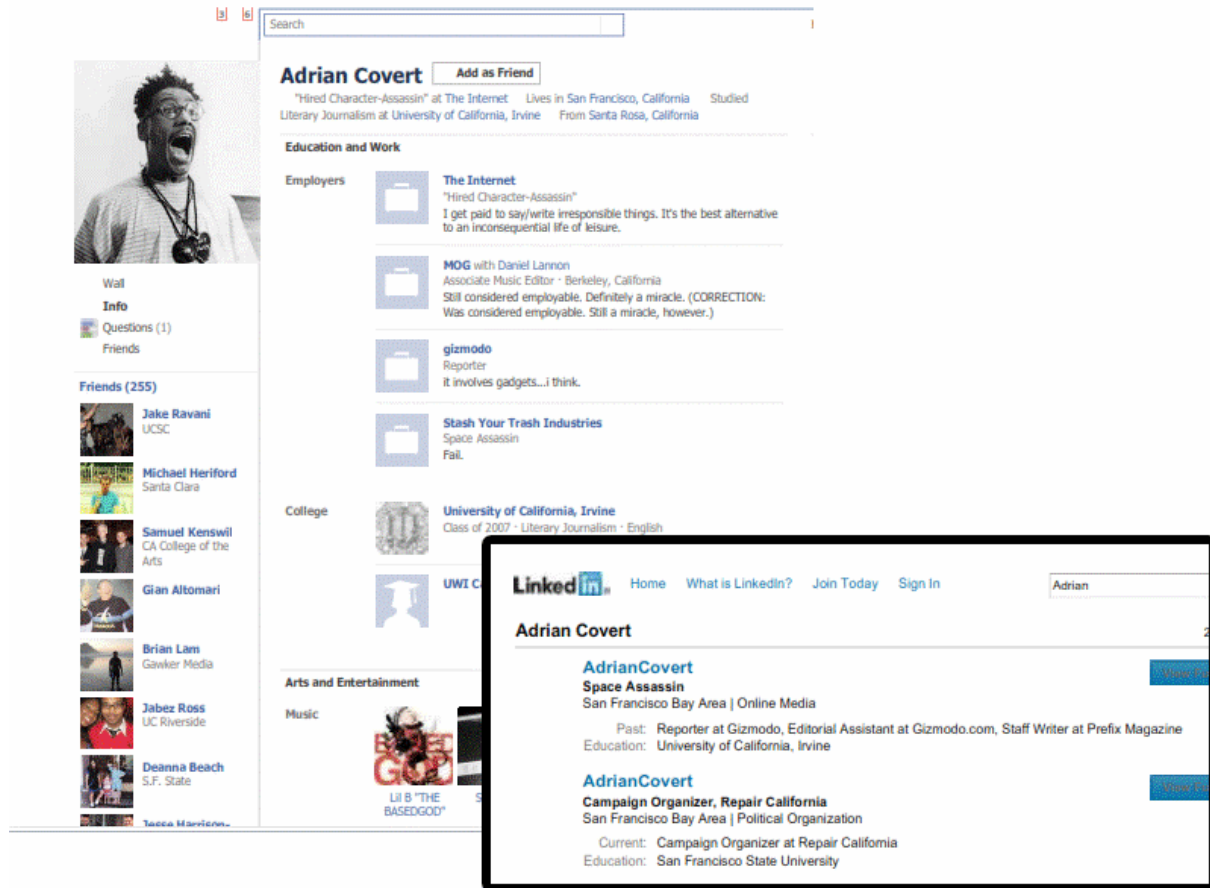 3 6
Search
Adrian Covert Add as Friend
"Hired Character-Assassin" at The Internet Lives in San Francisco, California Studied
Literary Journalism at University of California, Irvine From Santa Rosa, California
Education and Work
Employers
The Internet
"Hired Character-Assassin"
I get paid to say/write irresponsible things. It's the best alternative
to an inconsequential life of leisure.
MOG with Daniel Lannon
Associate Music Editor · Berkeley, California
Still considered employable. Definitely a miracle. (CORRECTION:
Was considered employable. Still a miracle, however.)
gizmodo
Reporter
it involves gadgets...i think.
Stash Your Trash Industries
Space Assassin
Fail.
College
University of California, Irvine
Class of 2007 · Literary Journalism · English
UWI
Arts and Entertainment
Music
BASED
GOD
Lil B "THE
BASEDGOD"
Wall
Info
Questions (1)
Friends
Friends (255)
Jake Ravani
UCSC
Michael Heriford
Santa Clara
Samuel Kenswil
CA College of the
Arts
Gian Altomari
Brian Lam
Gawker Media
Jabez Ross
UC Riverside
Deanna Beach
S.F. State
Jesse Harrison-
Linked in Home What is LinkedIn? Join Today Sign In Adrian
Adrian Covert
2
AdrianCovert
Space Assassin
San Francisco Bay Area | Online Media
Past: Reporter at Gizmodo, Editorial Assistant at Gizmodo.com, Staff Writer at Prefix Magazine
Education: University of California, Irvine
AdrianCovert
Campaign Organizer, Repair California
San Francisco Bay Area | Political Organization
Current: Campaign Organizer at Repair California
Education: San Francisco State University